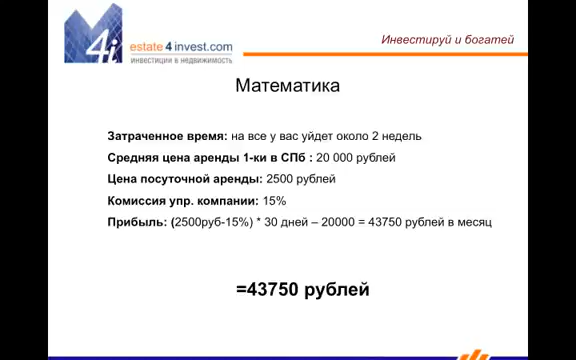 Инвестируй и богатей
4i
estate4invest.com
инвестиции в недвижимость
Математика
Затраченное время: на все у вас уйдет около 2 недель
Средняя цена аренды 1-ки в СПб : 20 000 рублей
Цена посуточной аренды: 2500 рублей
Комиссия упр. компании: 15%
Прибыль: (2500руб-15%) * 30 дней – 20000 = 43750 рублей в месяц
=43750 рублей